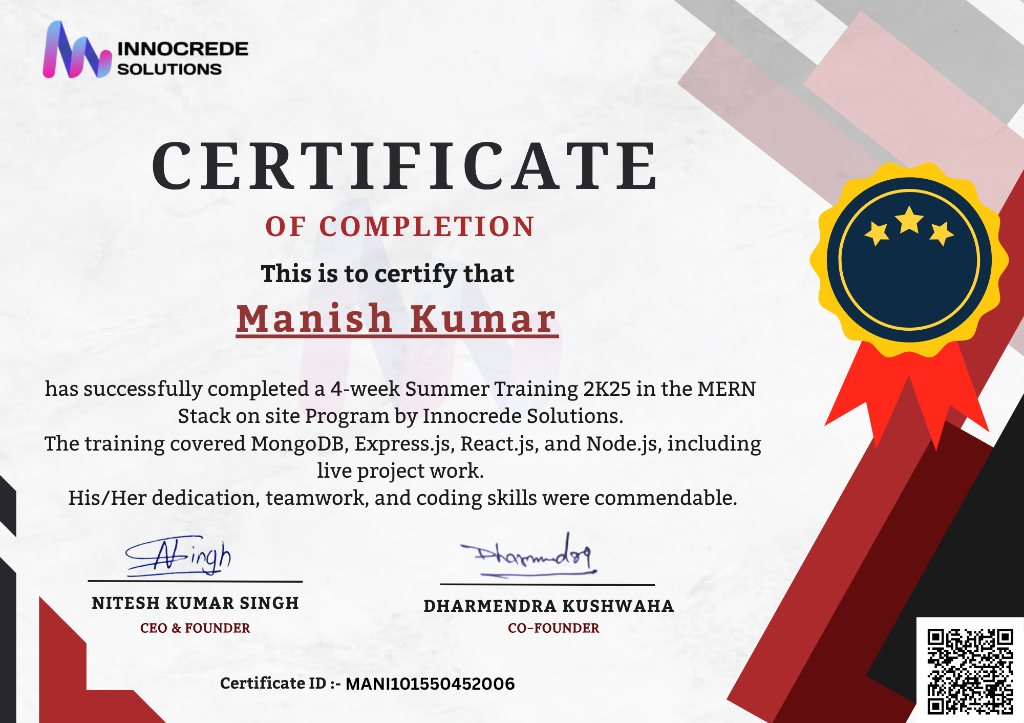 INNOCREDE
SOLUTIONS
CERTIFICATE
OF COMPLETION
This is to certify that
Manish Kumar
has successfully completed a 4-week Summer Training 2K25 in the MERN
Stack on site Program by Innocrede Solutions.
The training covered MongoDB, Express.js, React.js, and Node.js, including
live project work.
His/Her dedication, teamwork, and coding skills were commendable.
NSingh
Dharmendra
NITESH KUMAR SINGH
DHARMENDRA KUSHWAHA
CEO & FOUNDER
CO-FOUNDER
Certificate ID :- MANI101550452006